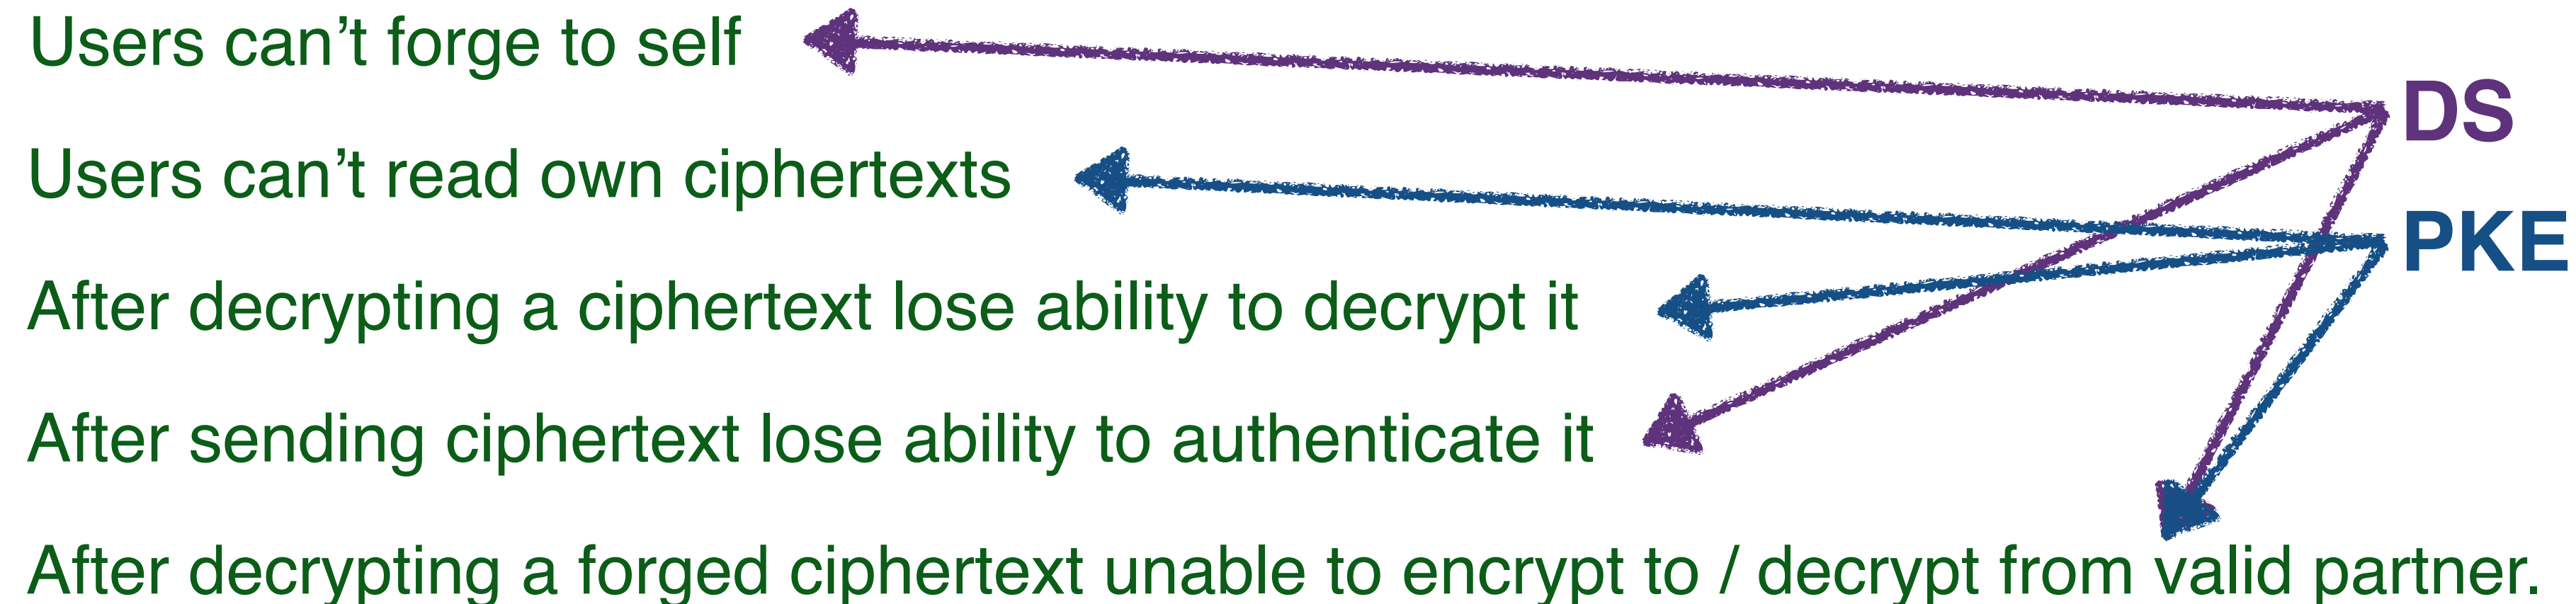 Users can’t forge to self
DS
Users can’t read own ciphertexts
PKE
After decrypting a ciphertext lose ability to decrypt it
After sending ciphertext lose ability to authenticate it
After decrypting a forged ciphertext unable to encrypt to / decrypt from valid partner.